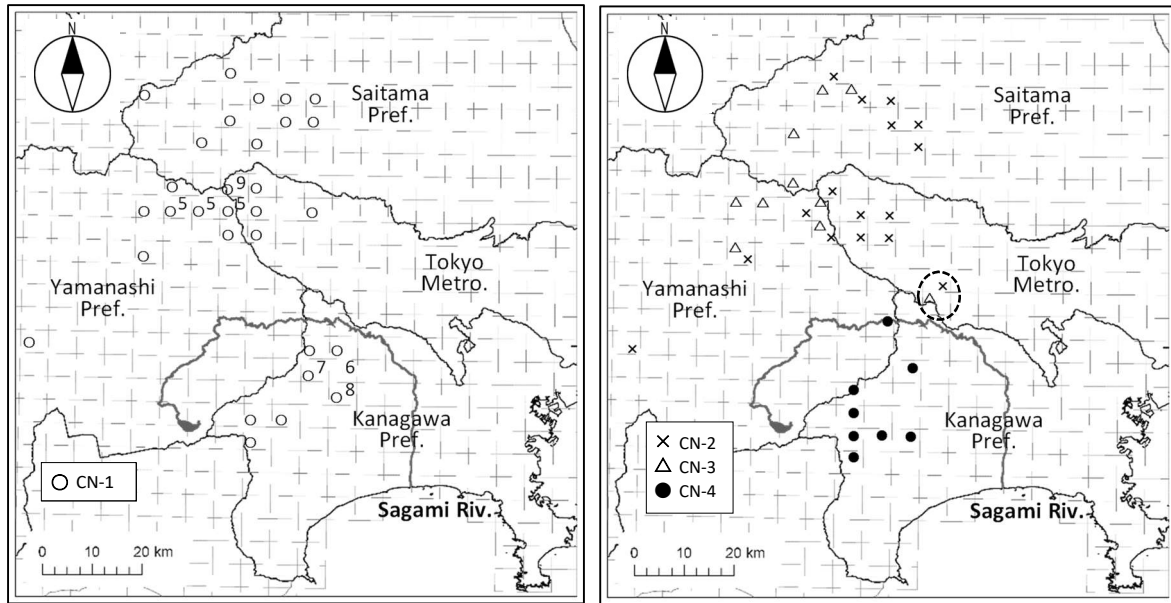 N
Saitama
Pref.
9
5 5 5
Tokyo
Metro.
Yamanashi
Pref.
7 6
8
Kanagawa
Pref.
CN-1
Sagami Riv.
0 10 20 km
N
Saitama
Pref.
Tokyo
Metro.
Yamanashi
Pref.
Kanagawa
Pref.
CN-2
CN-3
CN-4
Sagami Riv.
0 10 20 km